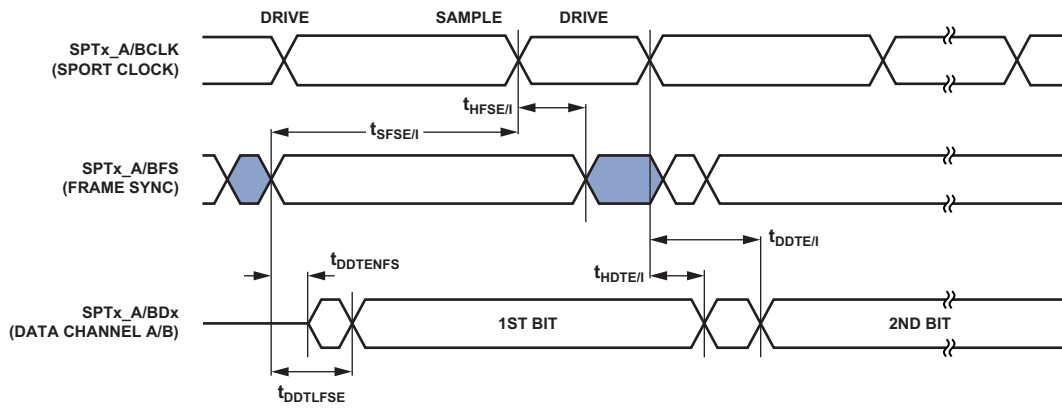 DRIVE SAMPLE DRIVE
SPTx_A/BCLK
(SPORT CLOCK)
tHFSE/I
tSFSE/I
SPTx_A/BFS
(FRAME SYNC)
tDDTE/I
tHDTE/I
tDDTENFS
SPTx_A/BDx
(DATA CHANNEL A/B)
1ST BIT 2ND BIT
tDDTLFSE